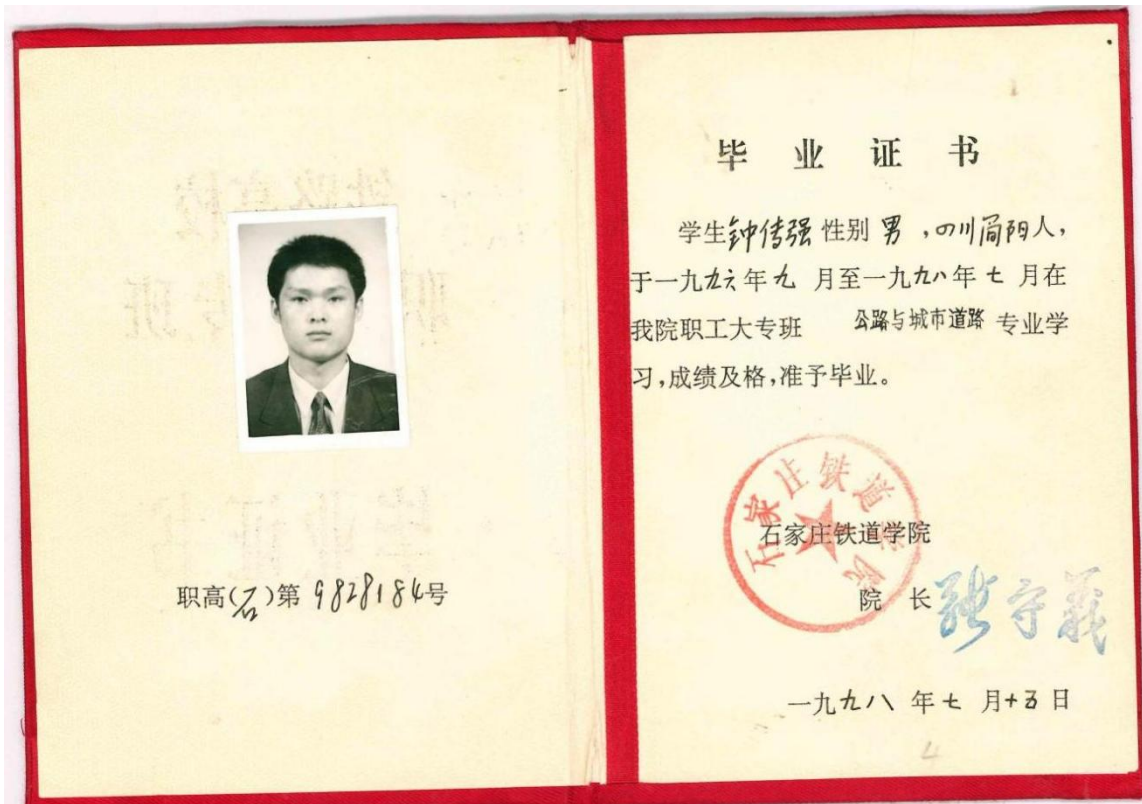 职高(石)第9828184号
毕业证书
学生钟传强性别男,四川简阳人,
于一九九六年九月至一九九八年七月在
我院职工大专班 公路与城市道路 专业学
习,成绩及格,准予毕业。
石家庄铁道学院
石家庄铁道学院
院长 张守义
一九九八年七月十五日
4